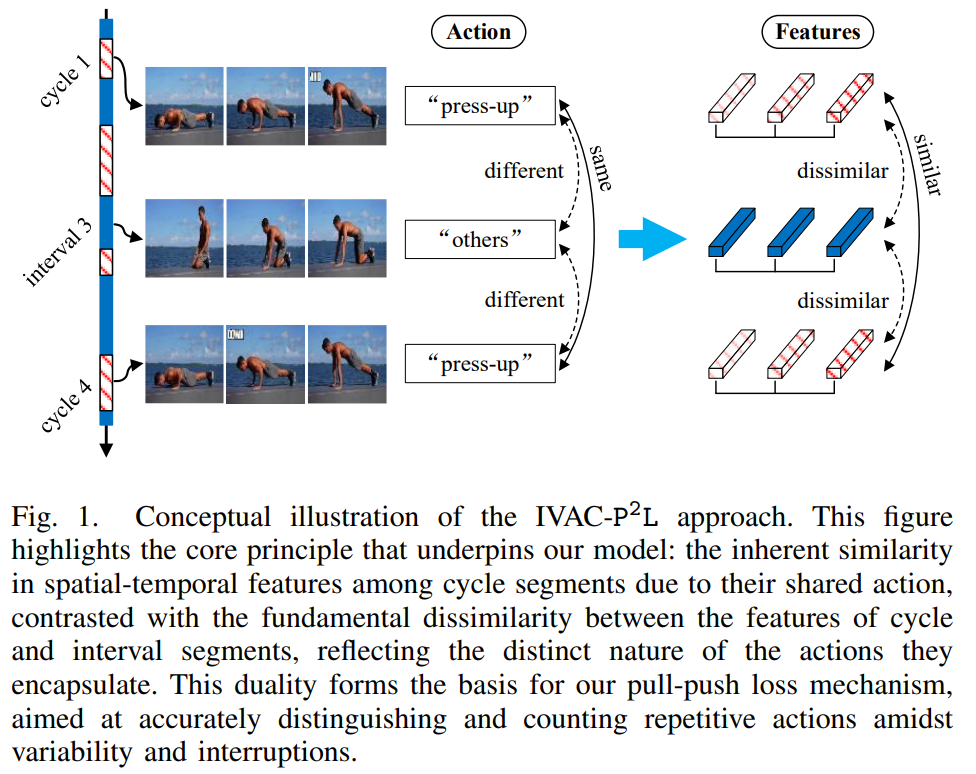 Action
Features
cycle 1
“press-up”
different
same
dissimilar
similar
interval 3
“others”
different
dissimilar
cycle 4
“press-up”
Fig. 1. Conceptual illustration of the IVAC-P²L approach. This figure
highlights the core principle that underpins our model: the inherent similarity
in spatial-temporal features among cycle segments due to their shared action,
contrasted with the fundamental dissimilarity between the features of cycle
and interval segments, reflecting the distinct nature of the actions they
encapsulate. This duality forms the basis for our pull-push loss mechanism,
aimed at accurately distinguishing and counting repetitive actions amidst
variability and interruptions.